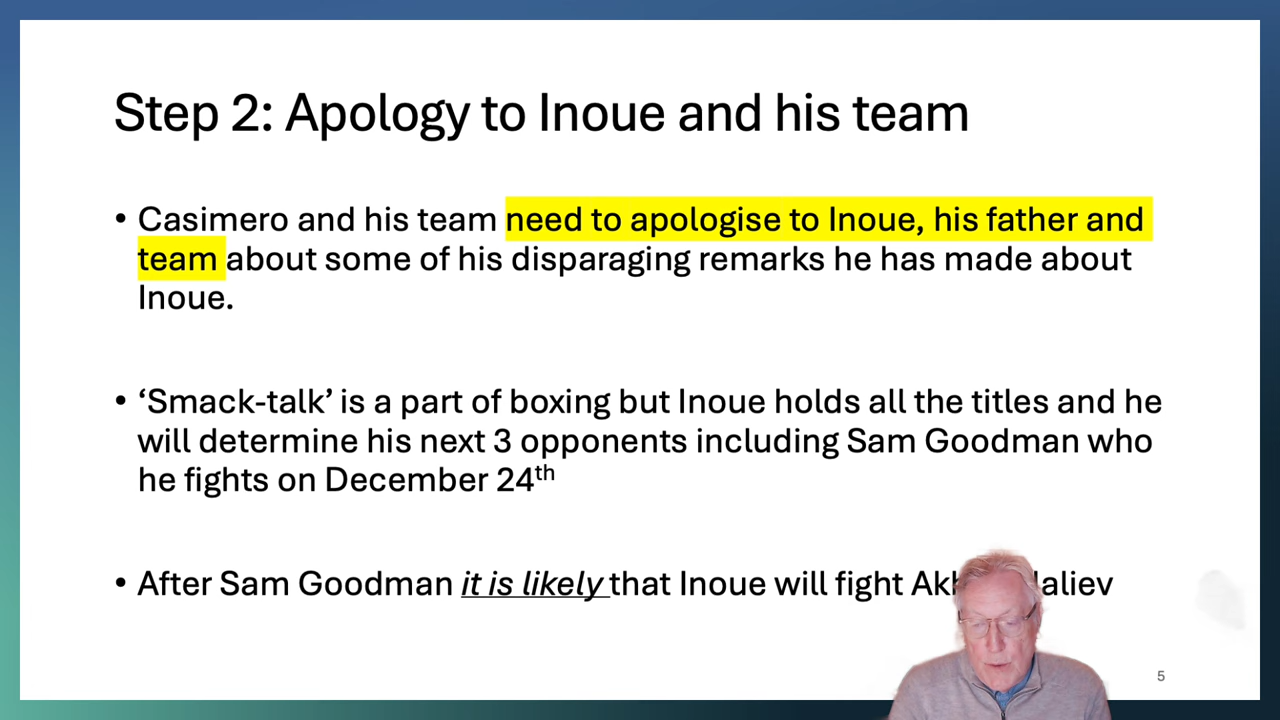 Step 2: Apology to Inoue and his team
• Casimero and his team need to apologise to Inoue, his father and
team about some of his disparaging remarks he has made about
Inoue.
• ‘Smack-talk’ is a part of boxing but Inoue holds all the titles and he
will determine his next 3 opponents including Sam Goodman who
he fights on December 24th
• After Sam Goodman it is likely that Inoue will fight
5